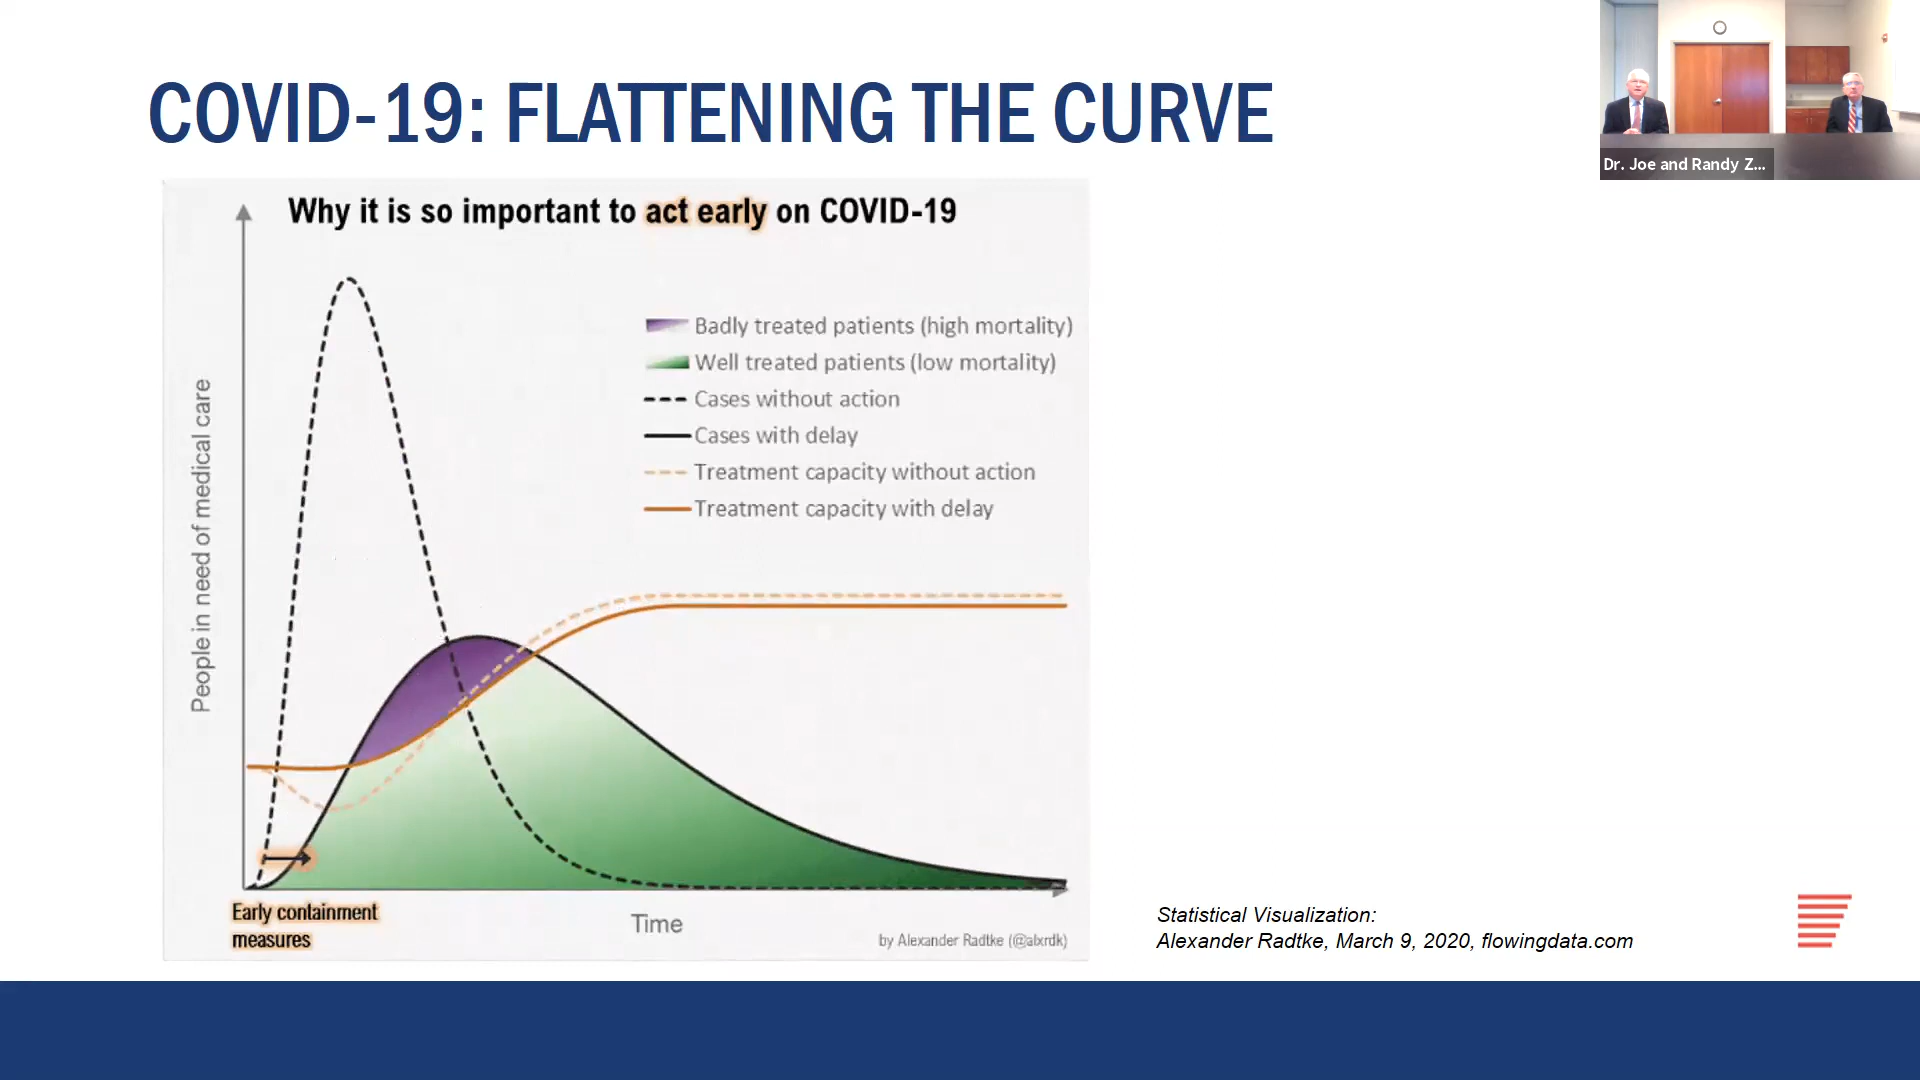 COVID-19: FLATTENING THE CURVE
Dr. Joe and Randy Z...
Why it is so important to act early on COVID-19
Badly treated patients (high mortality)
Well treated patients (low mortality)
Cases without action
Cases with delay
Treatment capacity without action
Treatment capacity with delay
People in need of medical care
Early containment
measures
Time
by Alexander Radtke (@alxrdk)
Statistical Visualization:
Alexander Radtke, March 9, 2020, flowingdata.com